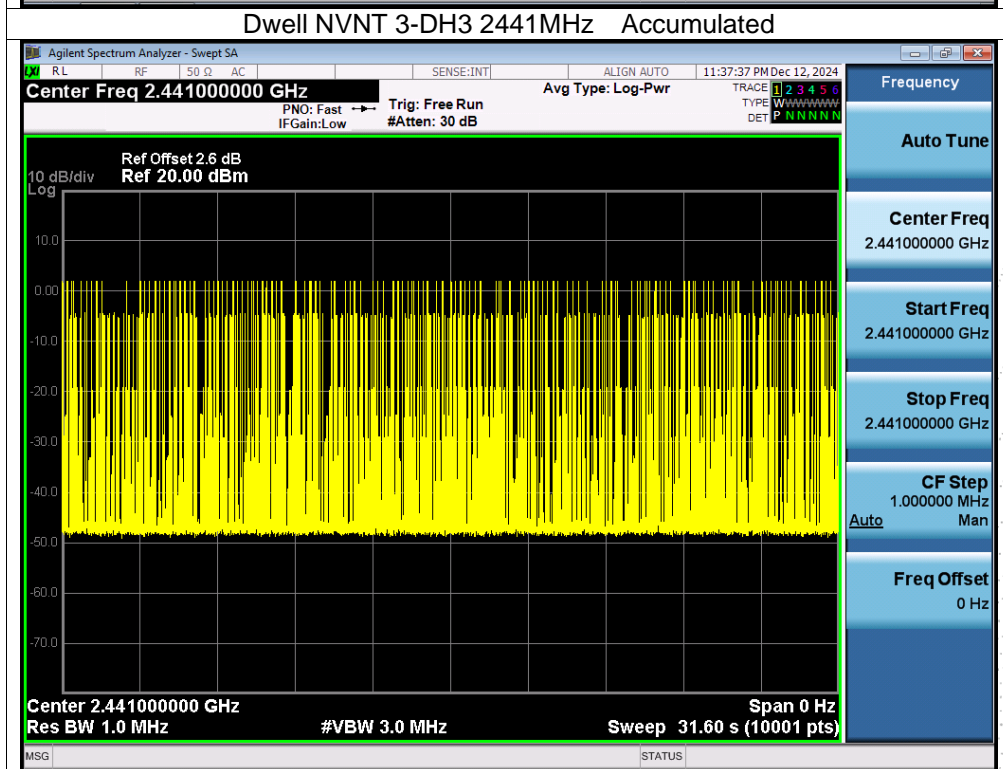 Dwell NVNT 3-DH3 2441MHz Accumulated
Agilent Spectrum Analyzer - Swept SA
LXI RL RF 50 Ω AC SENSE:INT ALIGN AUTO 11:37:37 PM Dec 12, 2024
Center Freq 2.441000000 GHz
PNO: Fast
IFGain:Low
Trig: Free Run
#Atten: 30 dB
Avg Type: Log-Pwr
TRACE 1 2 3 4 5 6
TYPE WWWWWWW
DET P N N N N N
Ref Offset 2.6 dB
10 dB/div Ref 20.00 dBm
Log
10.0
0.00
-10.0
-20.0
-30.0
-40.0
-50.0
-60.0
-70.0
Center 2.441000000 GHz Span 0 Hz
Res BW 1.0 MHz #VBW 3.0 MHz Sweep 31.60 s (10001 pts)
MSG STATUS
Frequency
Auto Tune
Center Freq
2.441000000 GHz
Start Freq
2.441000000 GHz
Stop Freq
2.441000000 GHz
CF Step
1.000000 MHz
Auto Man
Freq Offset
0 Hz